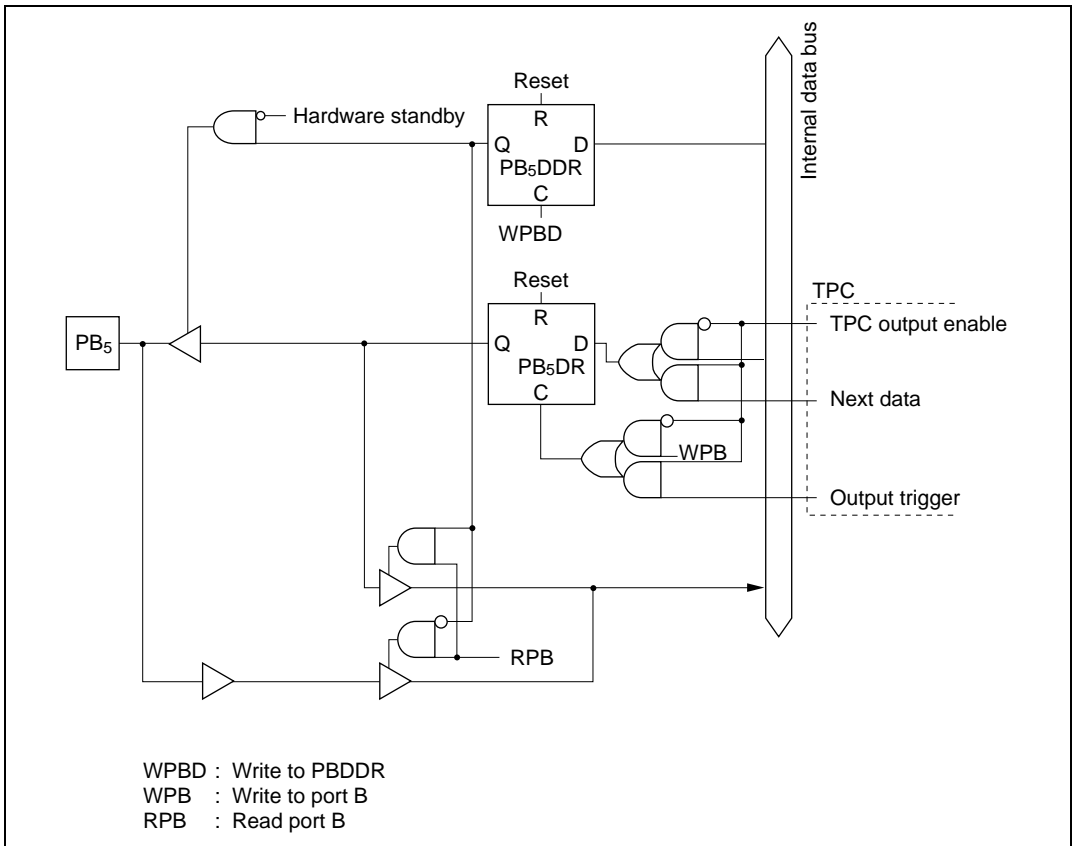 Internal data bus
Reset
Hardware standby
R
Q D
PB5DDR
C
WPBD
Reset
TPC
R
TPC output enable
PB5
Q D
PB5DR
C
Next data
WPB
Output trigger
RPB
WPBD : Write to PBDDR
WPB : Write to port B
RPB : Read port B